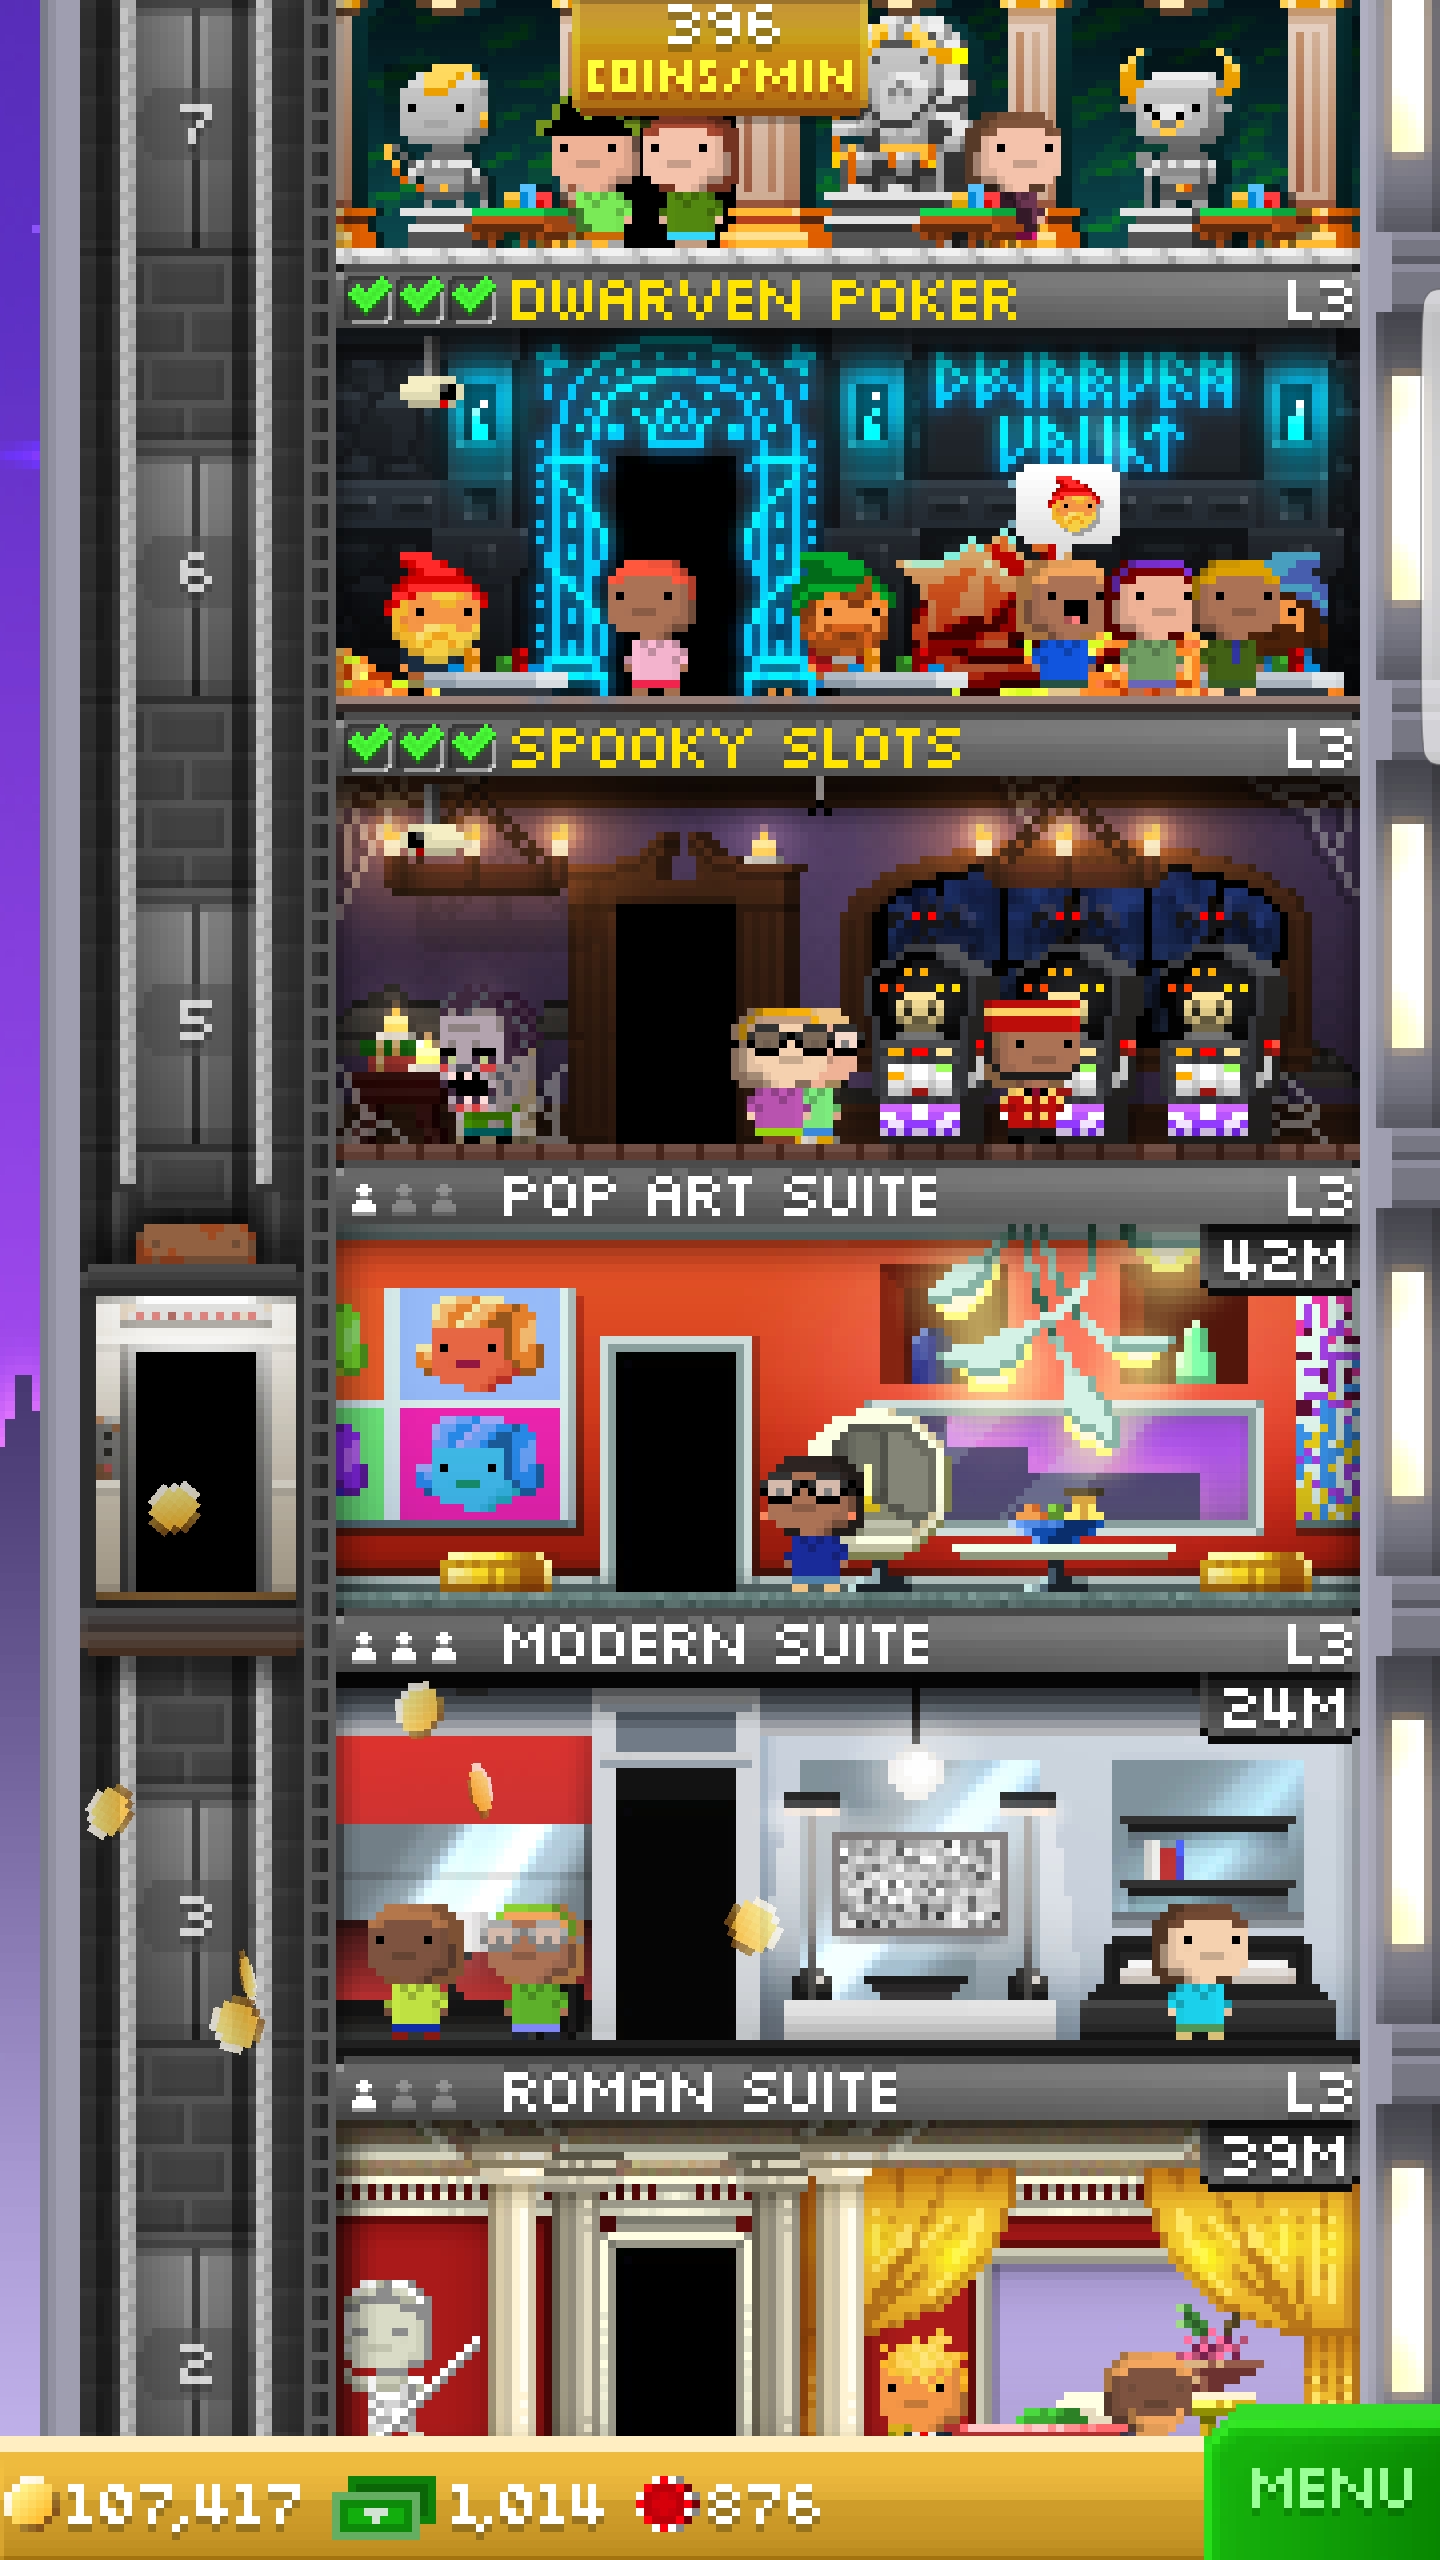 396
COINS/MIN
7
DWARVEN POKER L3
DWARVEN
VAULT
6
SPOOKY SLOTS L3
5
POP ART SUITE L3
42M
MODERN SUITE L3
24M
3
ROMAN SUITE L3
39M
2
107,417 1,014 876 MENU